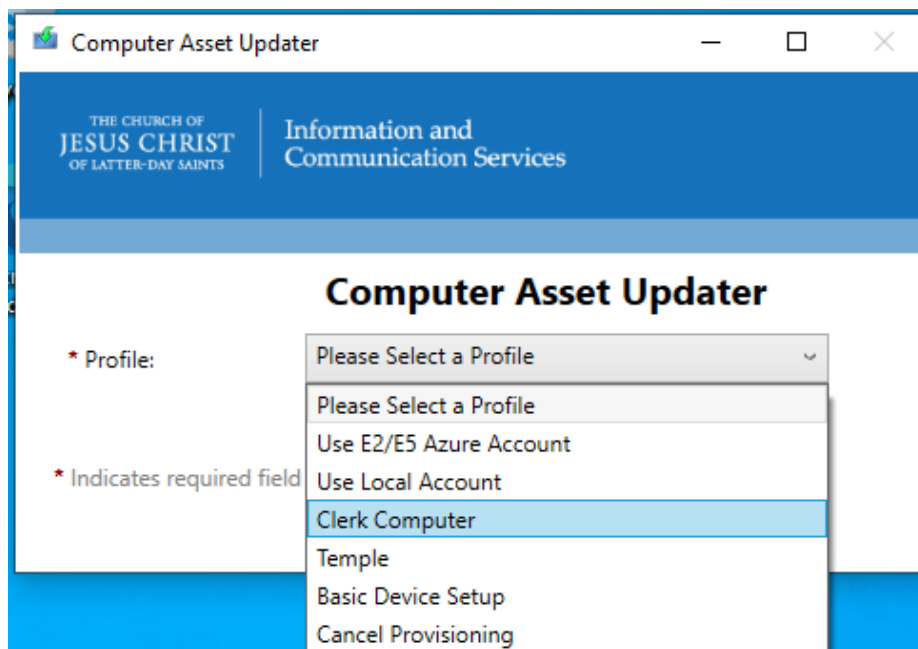 Computer Asset Updater
THE CHURCH OF
JESUS CHRIST
OF LATTER-DAY SAINTS
Information and
Communication Services
Computer Asset Updater
* Profile:
Please Select a Profile
Please Select a Profile
Use E2/E5 Azure Account
* Indicates required field
Use Local Account
Clerk Computer
Temple
Basic Device Setup
Cancel Provisioning